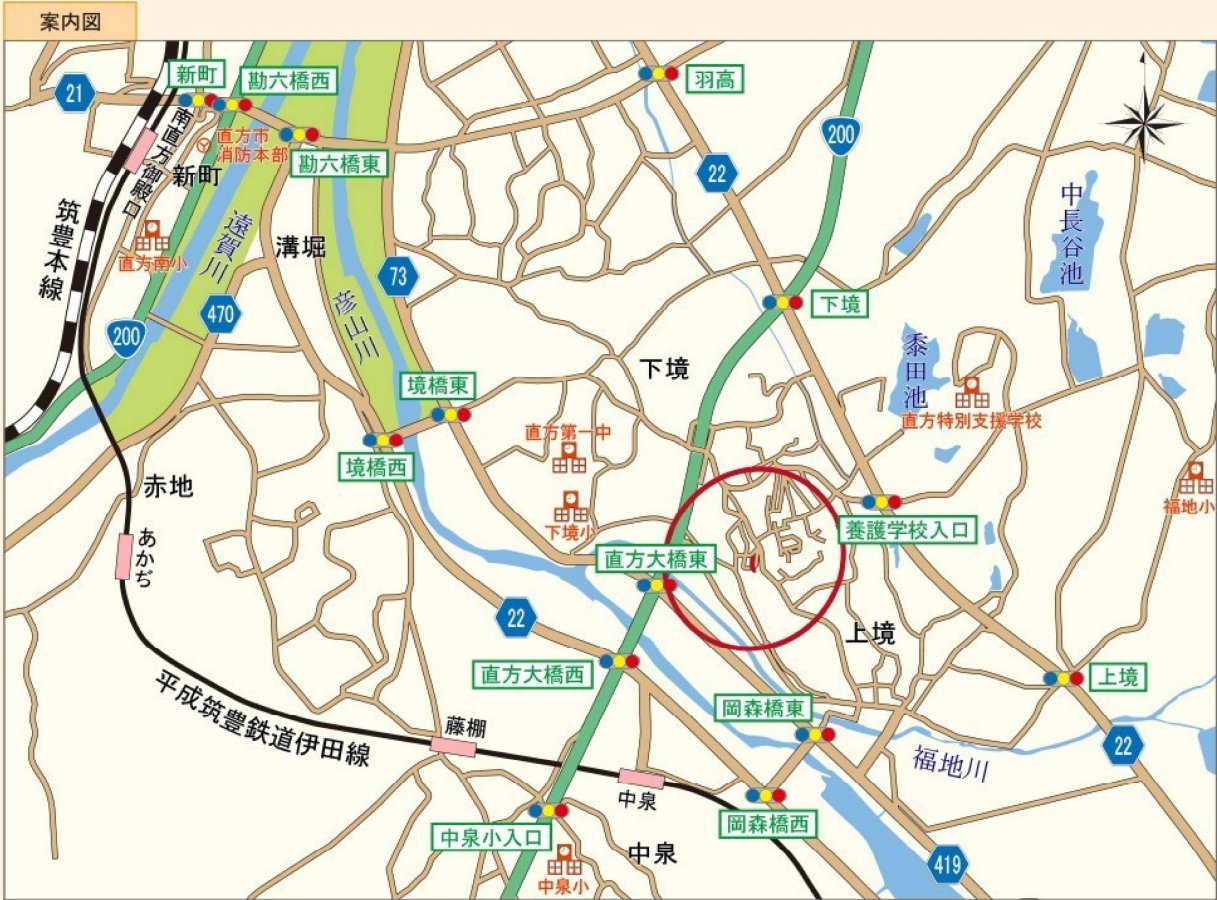 案内図
新町
勘六橋西
羽高
21
直方市
消防本部
勘六橋東
200
南直方御殿口
新町
22
筑豊本線
遠賀川
中長谷池
直方南小
溝堀
73
470
彦山川
下境
200
黍田池
下境
境橋東
直方特別支援学校
直方第一中
境橋西
赤地
福地小
養護学校入口
下境小
あかぢ
直方大橋東
22
上境
直方大橋西
上境
平成筑豊鉄道伊田線
藤棚
岡森橋東
22
福地川
中泉
岡森橋西
中泉小入口
中泉
419
中泉小